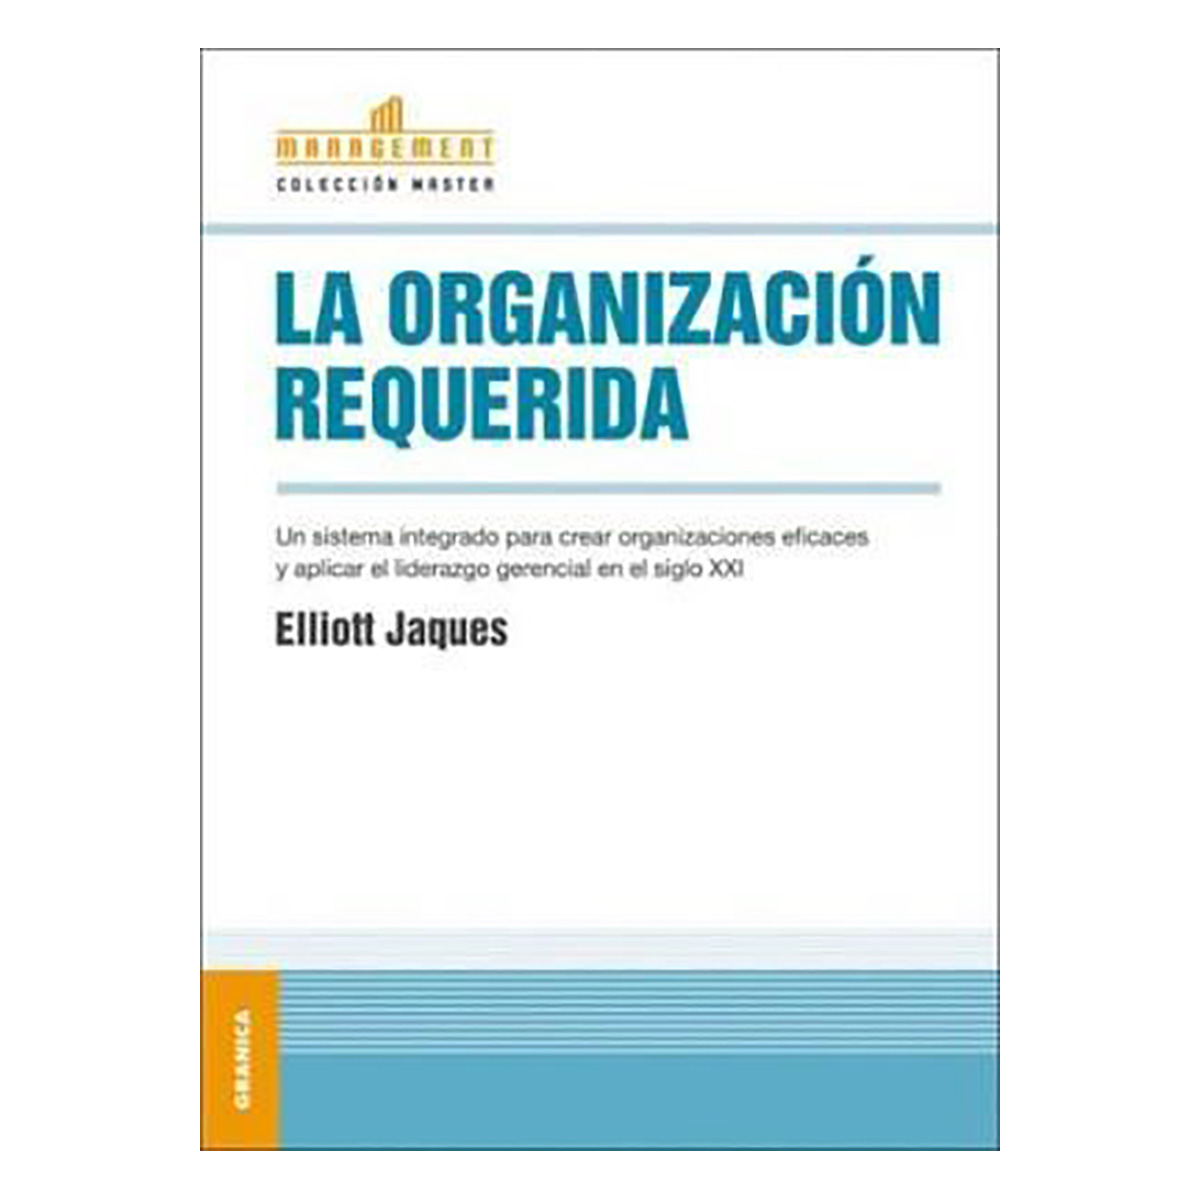 MANAGEMENT
COLECCIÓN MASTER
LA ORGANIZACIÓN
REQUERIDA
Un sistema integrado para crear organizaciones eficaces
y aplicar el liderazgo gerencial en el siglo XXI
Elliott Jaques
GRANICA